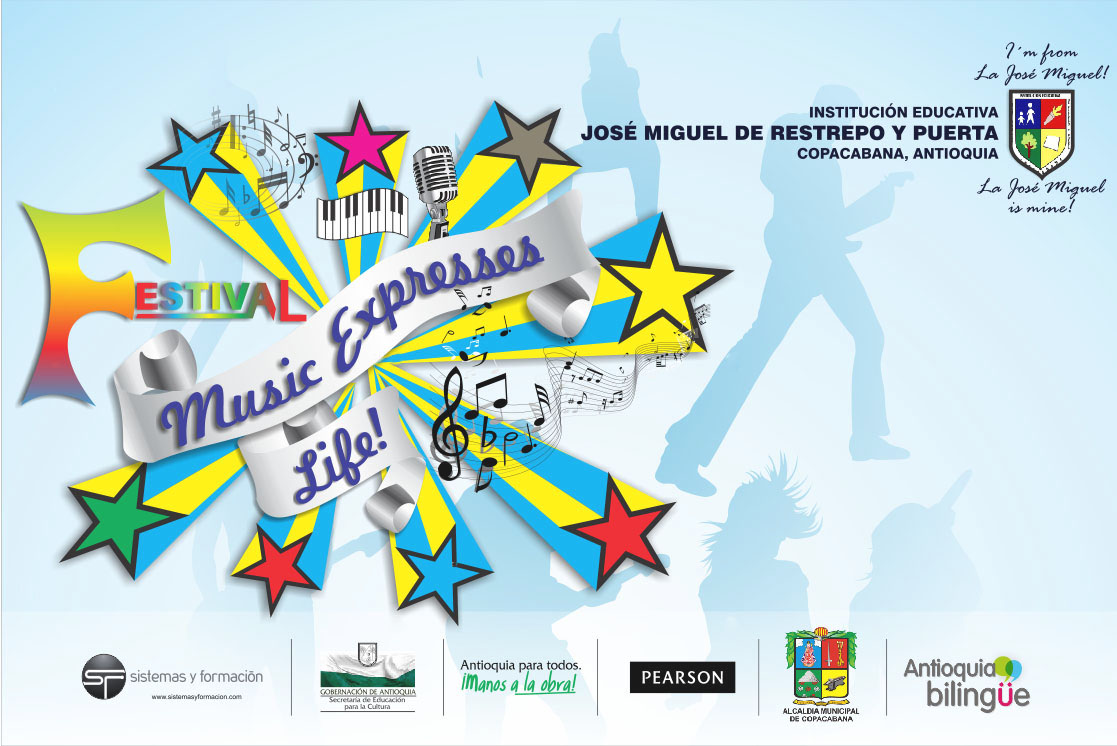 I´m from
La José Miguel!
INSTITUCIÓN EDUCATIVA
JOSÉ MIGUEL DE RESTREPO Y PUERTA
COPACABANA, ANTIOQUIA
La José Miguel
is mine!
FESTIVAL
Music Expresses
Life!
SF sistemas y formación
www.sistemasyformacion.com
GOBERNACIÓN DE ANTIOQUIA
Secretaría de Educación
para la Cultura
Antioquia para todos.
¡Manos a la obra!
PEARSON
ALCALDIA MUNICIPAL
DE COPACABANA
Antioquia
bilingüe